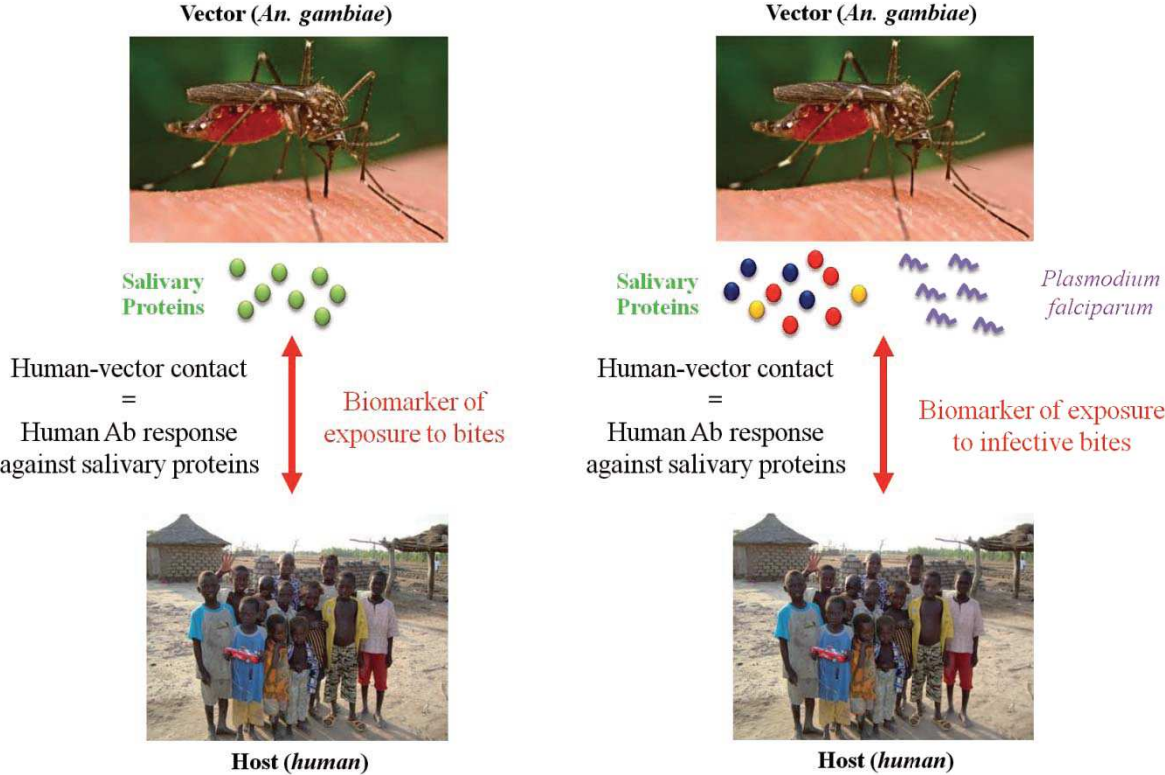 Vector (An. gambiae)
Salivary
Proteins
Human-vector contact
=
Human Ab response
against salivary proteins
Biomarker of
exposure to bites
Host (human)
Vector (An. gambiae)
Salivary
Proteins
Plasmodium
falciparum
Human-vector contact
=
Human Ab response
against salivary proteins
Biomarker of exposure
to infective bites
Host (human)